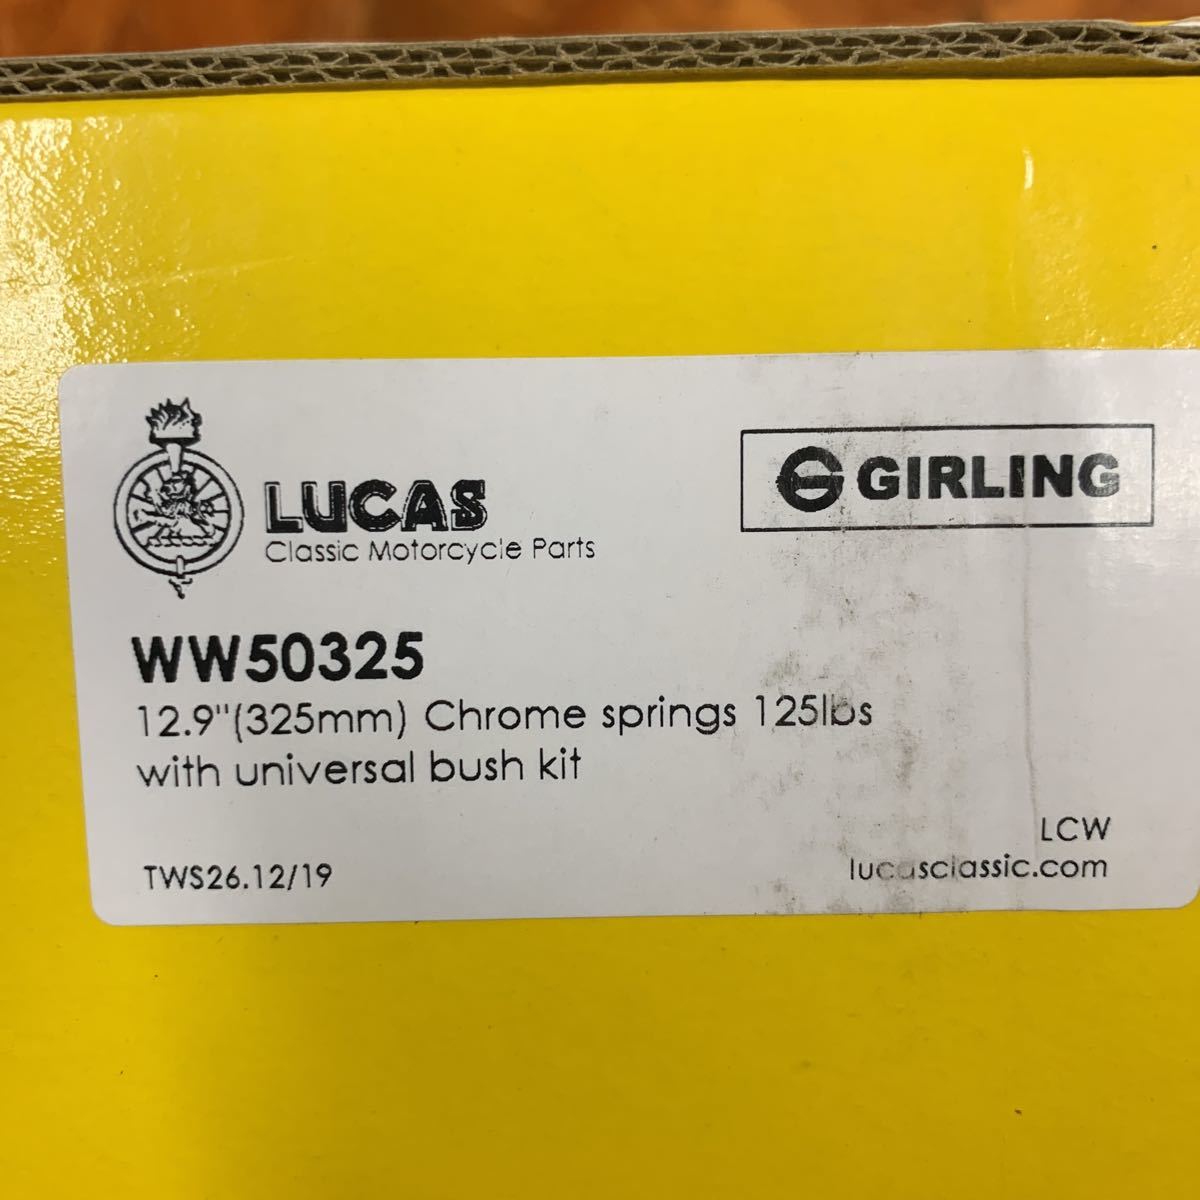 LUCAS
Classic Motorcycle Parts
GIRLING
WW50325
12.9"(325mm) Chrome springs 125lbs
with universal bush kit
LCW
TWS26.12/19
lucasclassic.com